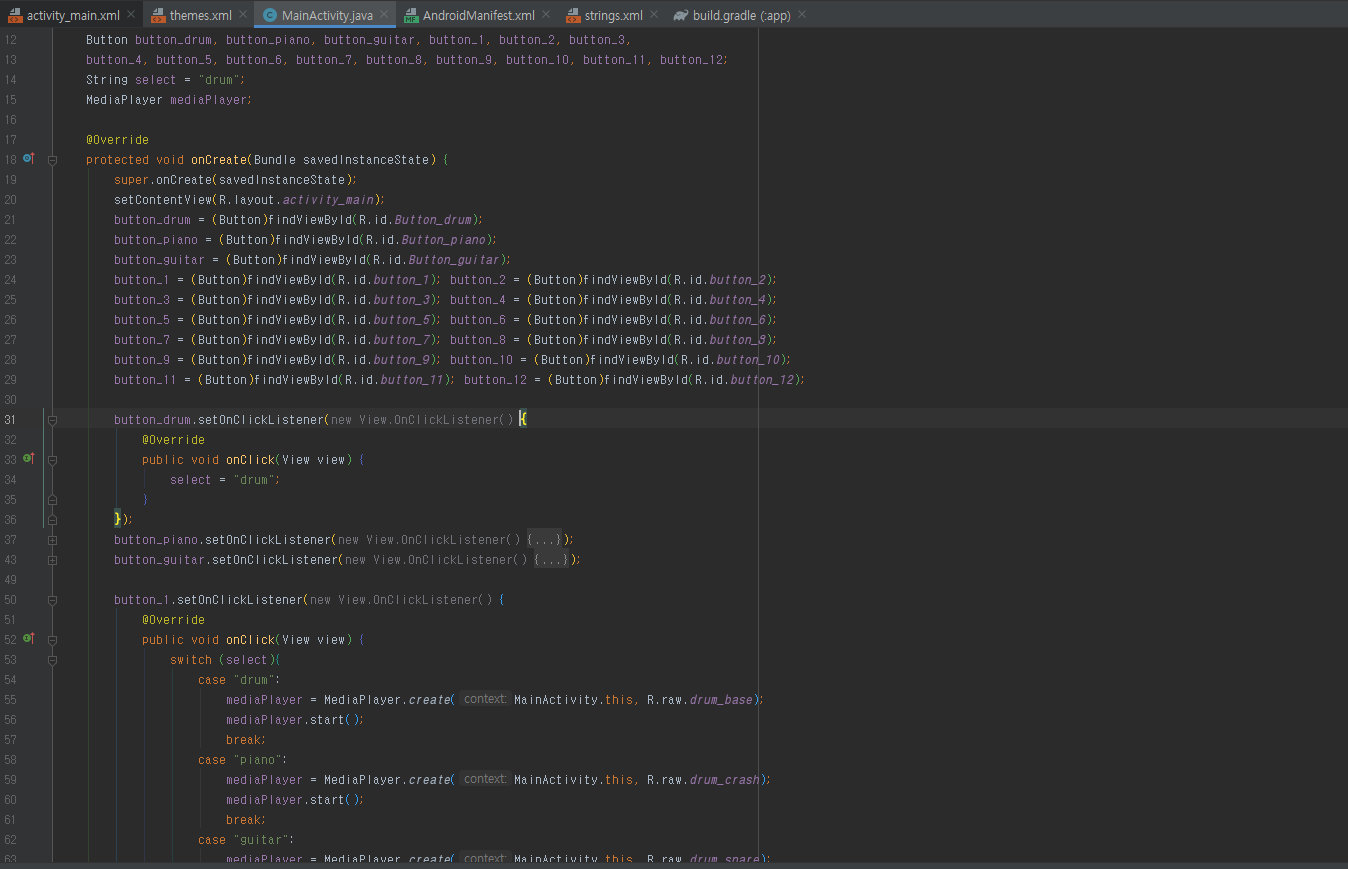 activity_main.xml themes.xml MainActivity.java AndroidManifest.xml strings.xml build.gradle (:app)
12 Button button_drum, button_piano, button_guitar, button_1, button_2, button_3,
13 button_4, button_5, button_6, button_7, button_8, button_9, button_10, button_11, button_12;
14 String select = "drum";
15 MediaPlayer mediaPlayer;
16
17 @Override
18 protected void onCreate(Bundle savedInstanceState) {
19 super.onCreate(savedInstanceState);
20 setContentView(R.layout.activity_main);
21 button_drum = (Button)findViewById(R.id.Button_drum);
22 button_piano = (Button)findViewById(R.id.Button_piano);
23 button_guitar = (Button)findViewById(R.id.Button_guitar);
24 button_1 = (Button)findViewById(R.id.button_1); button_2 = (Button)findViewById(R.id.button_2);
25 button_3 = (Button)findViewById(R.id.button_3); button_4 = (Button)findViewById(R.id.button_4);
26 button_5 = (Button)findViewById(R.id.button_5); button_6 = (Button)findViewById(R.id.button_6);
27 button_7 = (Button)findViewById(R.id.button_7); button_8 = (Button)findViewById(R.id.button_8);
28 button_9 = (Button)findViewById(R.id.button_9); button_10 = (Button)findViewById(R.id.button_10);
29 button_11 = (Button)findViewById(R.id.button_11); button_12 = (Button)findViewById(R.id.button_12);
30
31 button_drum.setOnClickListener(new View.OnClickListener() {
32 @Override
33 public void onClick(View view) {
34 select = "drum";
35 }
36 });
37 button_piano.setOnClickListener(new View.OnClickListener() {...});
43 button_guitar.setOnClickListener(new View.OnClickListener() {...});
49
50 button_1.setOnClickListener(new View.OnClickListener() {
51 @Override
52 public void onClick(View view) {
53 switch (select){
54 case "drum":
55 mediaPlayer = MediaPlayer.create( context: MainActivity.this, R.raw.drum_base);
56 mediaPlayer.start();
57 break;
58 case "piano":
59 mediaPlayer = MediaPlayer.create( context: MainActivity.this, R.raw.drum_crash);
60 mediaPlayer.start();
61 break;
62 case "guitar":
63 mediaPlayer = MediaPlayer.create( context: MainActivity.this, R.raw.drum_snare);